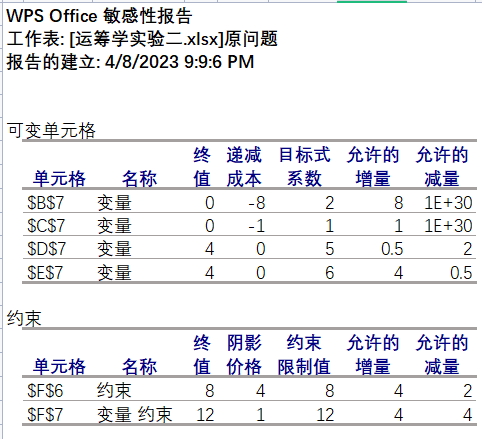 WPS Office 敏感性报告
工作表: [运筹学实验二.xlsx]原问题
报告的建立: 4/8/2023 9:9:6 PM
可变单元格
终 递减 目标式 允许的 允许的
单元格 名称 值 成本 系数 增量 减量
$B$7 变量 0 -8 2 8 1E+30
$C$7 变量 0 -1 1 1 1E+30
$D$7 变量 4 0 5 0.5 2
$E$7 变量 4 0 6 4 0.5
约束
终 阴影 约束 允许的 允许的
单元格 名称 值 价格 限制值 增量 减量
$F$6 约束 8 4 8 4 2
$F$7 变量 约束 12 1 12 4 4